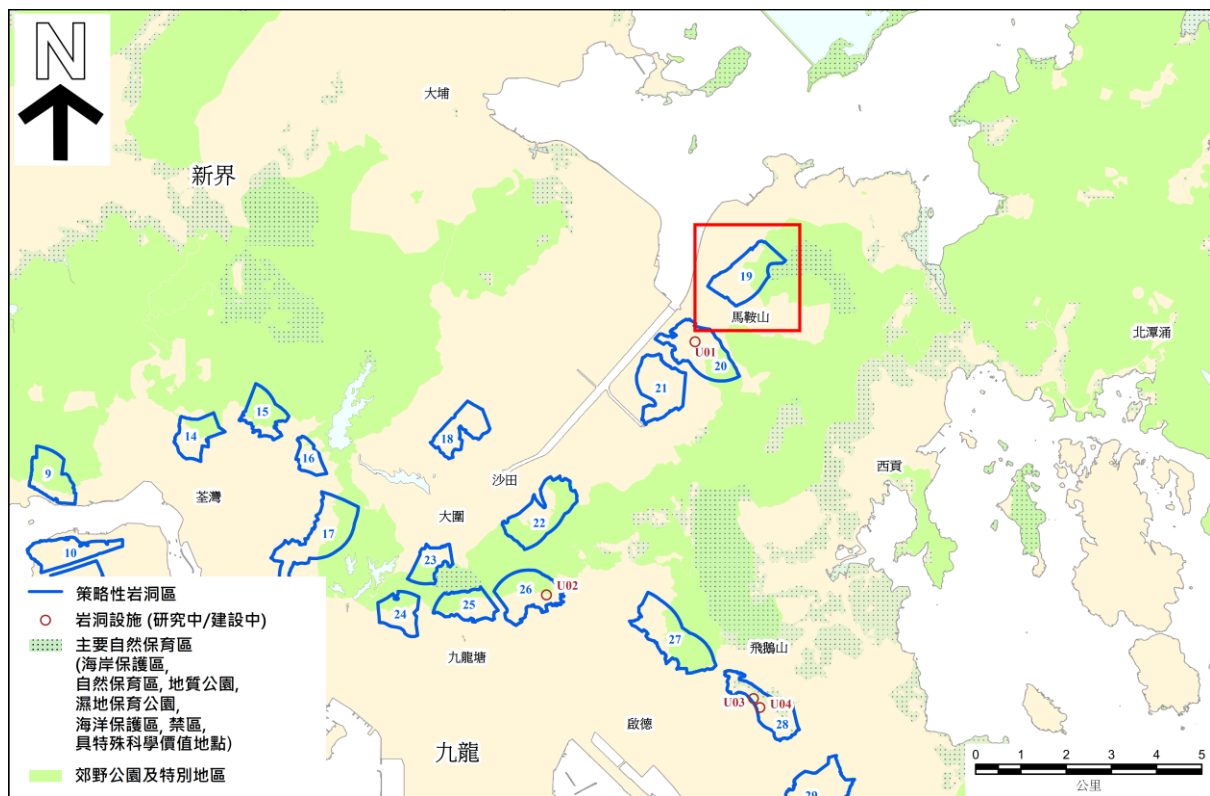 N
大埔
新界
19
馬鞍山
北潭涌
U01
20
21
15
14
18
16
9
西貢
沙田
荃灣
大圍
22
17
10
23
26
U02
24
25
27
九龍塘
飛鵝山
U03
U04
28
啟德
九龍
29
策略性岩洞區
岩洞設施 (研究中/建設中)
主要自然保育區
(海岸保護區,
自然保育區, 地質公園,
濕地保育公園,
海洋保護區, 禁區,
具特殊科學價值地點)
郊野公園及特別地區
0 1 2 3 4 5
公里